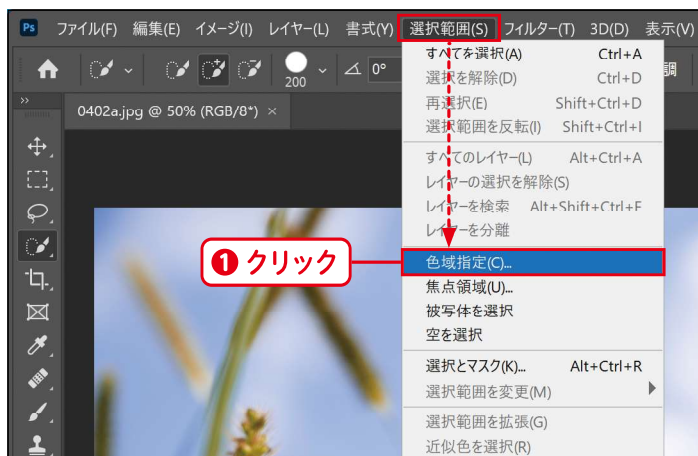 Ps ファイル(F) 編集(E) イメージ(I) レイヤー(L) 書式(Y) 選択範囲(S) フィルター(T) 3D(D) 表示(V)
200 0°
調
0402a.jpg @ 50% (RGB/8*) ×
すべてを選択(A) Ctrl+A
選択を解除(D) Ctrl+D
再選択(E) Shift+Ctrl+D
選択範囲を反転(I) Shift+Ctrl+I
すべてのレイヤー(L) Alt+Ctrl+A
レイヤーの選択を解除(S)
レイヤーを検索 Alt+Shift+Ctrl+F
レイヤーを分離
❶ クリック
色域指定(C)...
焦点領域(U)...
被写体を選択
空を選択
選択とマスク(K)... Alt+Ctrl+R
選択範囲を変更(M)
選択範囲を拡張(G)
近似色を選択(R)